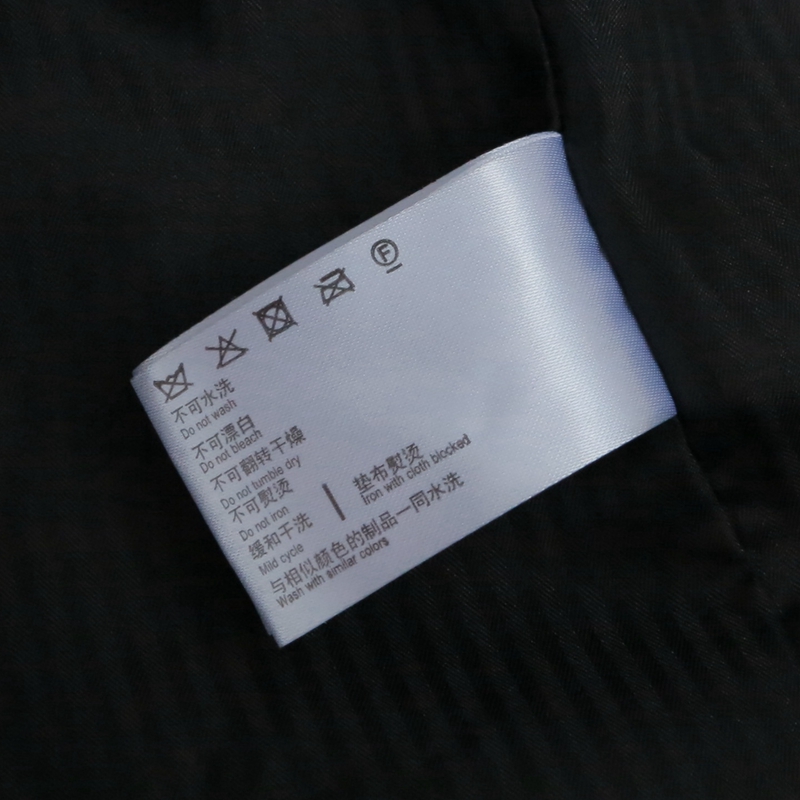 F
不可水洗
Do not wash
不可漂白
Do not bleach
不可翻转干燥
Do not tumble dry
不可熨烫
Do not iron
垫布熨烫
Iron with cloth blocked
缓和干洗
Mild cycle
与相似颜色的制品一同水洗
Wash with similar colors